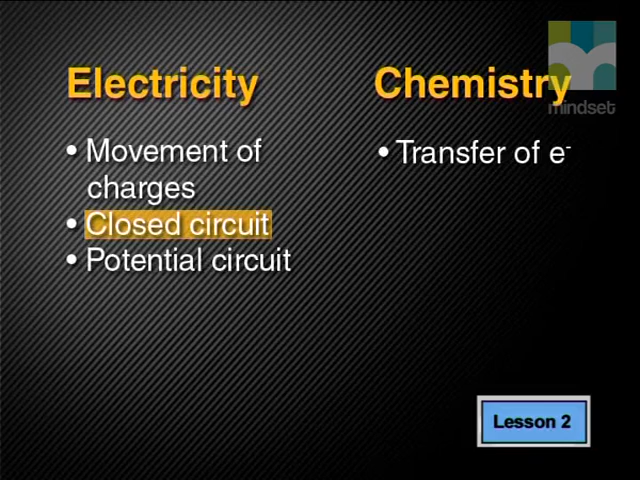 Electricity
• Movement of
charges
• Closed circuit
• Potential circuit
Chemistry
• Transfer of e-
mindset
Lesson 2